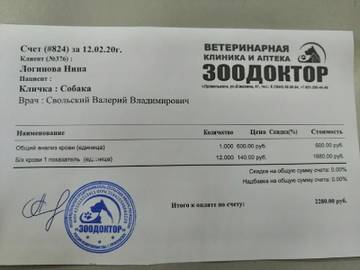 Счет (#824) за 12.02.20г.
Клиент (№376) :
Логинова Нина
Пациент :
Кличка : Собака
Врач : Свольский Валерий Владимирович
ВЕТЕРИНАРНАЯ
КЛИНИКА И АПТЕКА
ЗООДОКТОР
Наименование Количество Цена Скидка(%) Стоимость
Общий анализ крови (единица) 1.000 600.00 руб. 600.00 руб.
Б/х крови 1 показатель (единица) 12.000 140.00 руб. 1680.00 руб.
Скидка на общую сумму счета: 0.00%
Надбавка на общую сумму счета: 0.00%
Итого к оплате по счету: 2280.00 руб.
ЗООДОКТОР